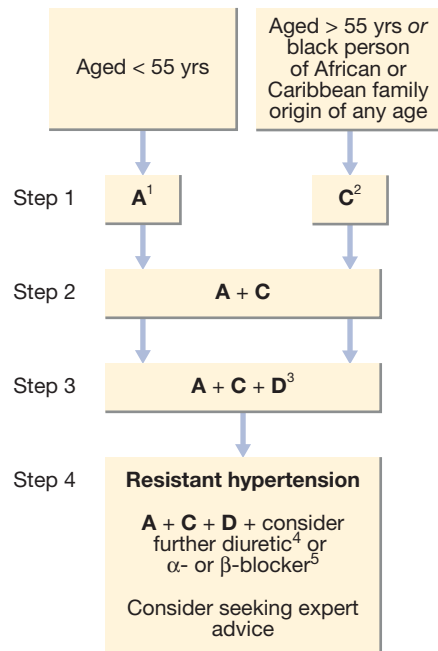 Aged < 55 yrs
Aged > 55 yrs or
black person
of African or
Caribbean family
origin of any age
Step 1
A¹
C²
Step 2
A + C
Step 3
A + C + D³
Step 4
Resistant hypertension
A + C + D + consider
further diuretic⁴ or
α- or β-blocker⁵
Consider seeking expert
advice